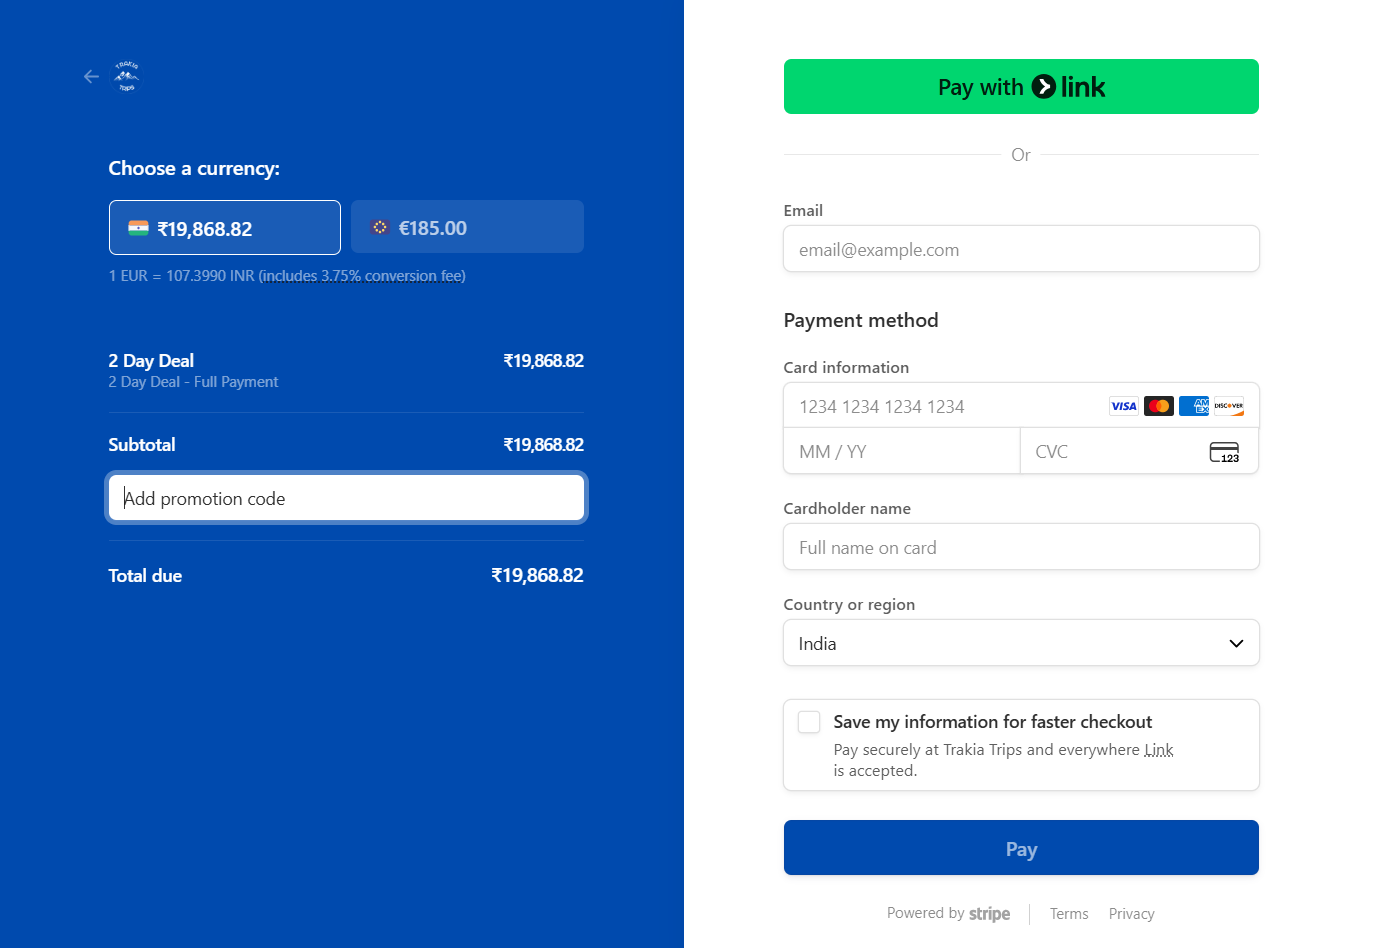 TRAKIA
Trips
Choose a currency:
₹19,868.82
€185.00
1 EUR = 107.3990 INR (includes 3.75% conversion fee)
2 Day Deal ₹19,868.82
2 Day Deal - Full Payment
Subtotal ₹19,868.82
Add promotion code
Total due ₹19,868.82
Pay with link
Or
Email
email@example.com
Payment method
Card information
1234 1234 1234 1234 VISA AMEX DISCOVER
MM / YY CVC 123
Cardholder name
Full name on card
Country or region
India
Save my information for faster checkout
Pay securely at Trakia Trips and everywhere Link
is accepted.
Pay
Powered by stripe Terms Privacy